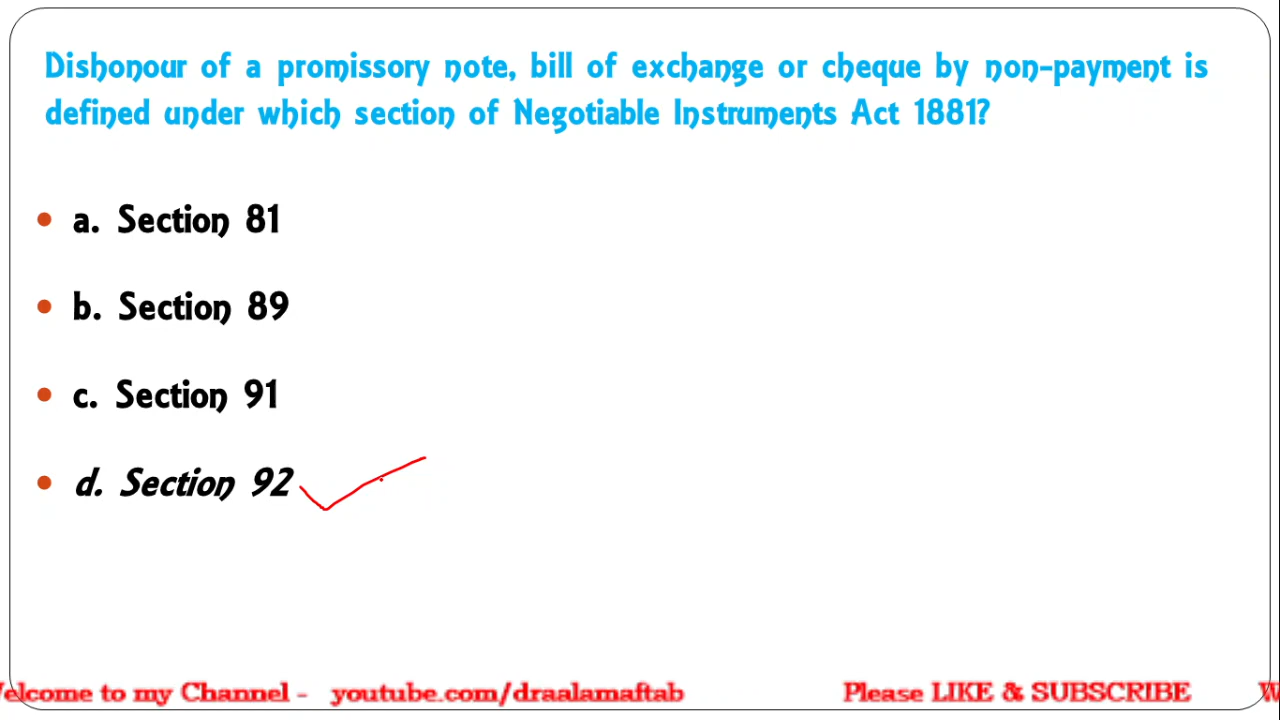 Dishonour of a promissory note, bill of exchange or cheque by non-payment is
defined under which section of Negotiable Instruments Act 1881?
a. Section 81
b. Section 89
c. Section 91
d. Section 92
Welcome to my Channel - youtube.com/draalamaftab Please LIKE & SUBSCRIBE